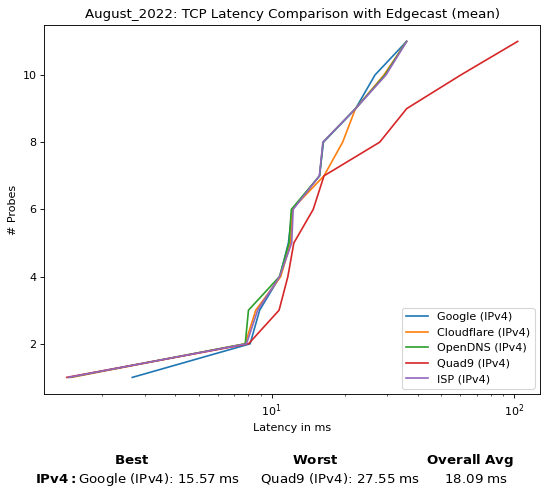 August_2022: TCP Latency Comparison with Edgecast (mean)
# Probes
10
8
6
4
2
10¹
10²
Latency in ms
Google (IPv4)
Cloudflare (IPv4)
OpenDNS (IPv4)
Quad9 (IPv4)
ISP (IPv4)
Best Worst Overall Avg
IPv4: Google (IPv4): 15.57 ms Quad9 (IPv4): 27.55 ms 18.09 ms